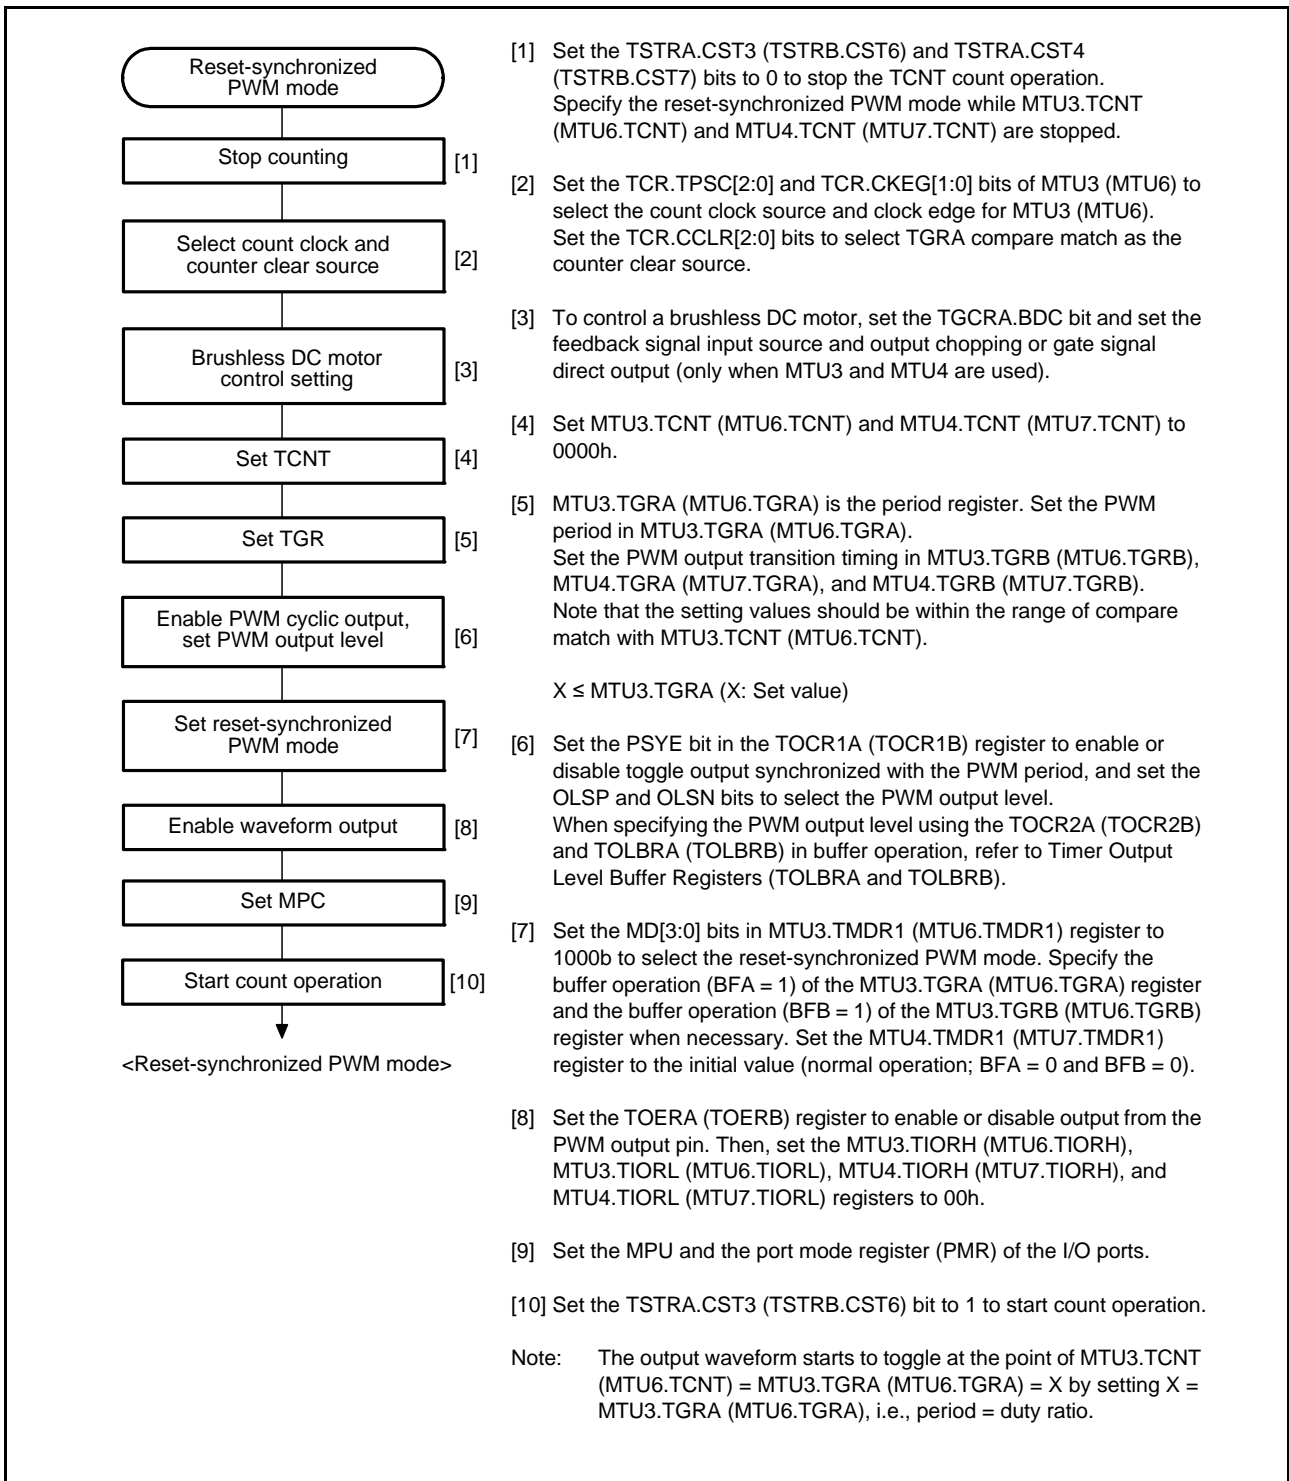 Reset-synchronized
PWM mode
Stop counting
[1]
Select count clock and
counter clear source
[2]
Brushless DC motor
control setting
[3]
Set TCNT
[4]
Set TGR
[5]
Enable PWM cyclic output,
set PWM output level
[6]
Set reset-synchronized
PWM mode
[7]
Enable waveform output
[8]
Set MPC
[9]
Start count operation
[10]
<Reset-synchronized PWM mode>
[1] Set the TSTRA.CST3 (TSTRB.CST6) and TSTRA.CST4
(TSTRB.CST7) bits to 0 to stop the TCNT count operation.
Specify the reset-synchronized PWM mode while MTU3.TCNT
(MTU6.TCNT) and MTU4.TCNT (MTU7.TCNT) are stopped.
[2] Set the TCR.TPSC[2:0] and TCR.CKEG[1:0] bits of MTU3 (MTU6) to
select the count clock source and clock edge for MTU3 (MTU6).
Set the TCR.CCLR[2:0] bits to select TGRA compare match as the
counter clear source.
[3] To control a brushless DC motor, set the TGCRA.BDC bit and set the
feedback signal input source and output chopping or gate signal
direct output (only when MTU3 and MTU4 are used).
[4] Set MTU3.TCNT (MTU6.TCNT) and MTU4.TCNT (MTU7.TCNT) to
0000h.
[5] MTU3.TGRA (MTU6.TGRA) is the period register. Set the PWM
period in MTU3.TGRA (MTU6.TGRA).
Set the PWM output transition timing in MTU3.TGRB (MTU6.TGRB),
MTU4.TGRA (MTU7.TGRA), and MTU4.TGRB (MTU7.TGRB).
Note that the setting values should be within the range of compare
match with MTU3.TCNT (MTU6.TCNT).
X ≤ MTU3.TGRA (X: Set value)
[6] Set the PSYE bit in the TOCR1A (TOCR1B) register to enable or
disable toggle output synchronized with the PWM period, and set the
OLSP and OLSN bits to select the PWM output level.
When specifying the PWM output level using the TOCR2A (TOCR2B)
and TOLBRA (TOLBRB) in buffer operation, refer to Timer Output
Level Buffer Registers (TOLBRA and TOLBRB).
[7] Set the MD[3:0] bits in MTU3.TMDR1 (MTU6.TMDR1) register to
1000b to select the reset-synchronized PWM mode. Specify the
buffer operation (BFA = 1) of the MTU3.TGRA (MTU6.TGRA) register
and the buffer operation (BFB = 1) of the MTU3.TGRB (MTU6.TGRB)
register when necessary. Set the MTU4.TMDR1 (MTU7.TMDR1)
register to the initial value (normal operation; BFA = 0 and BFB = 0).
[8] Set the TOERA (TOERB) register to enable or disable output from the
PWM output pin. Then, set the MTU3.TIORH (MTU6.TIORH),
MTU3.TIORL (MTU6.TIORL), MTU4.TIORH (MTU7.TIORH), and
MTU4.TIORL (MTU7.TIORL) registers to 00h.
[9] Set the MPU and the port mode register (PMR) of the I/O ports.
[10] Set the TSTRA.CST3 (TSTRB.CST6) bit to 1 to start count operation.
Note: The output waveform starts to toggle at the point of MTU3.TCNT
(MTU6.TCNT) = MTU3.TGRA (MTU6.TGRA) = X by setting X =
MTU3.TGRA (MTU6.TGRA), i.e., period = duty ratio.